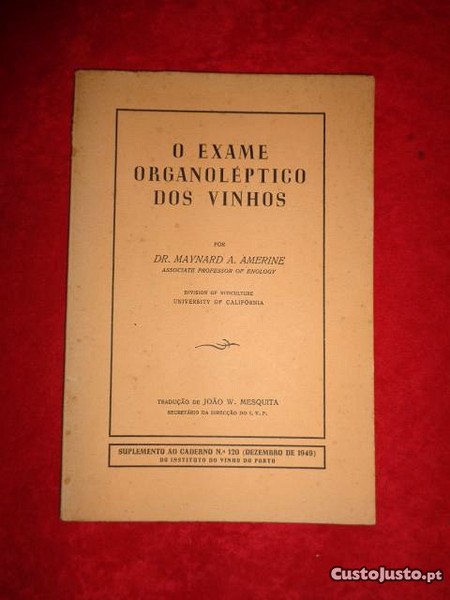 O EXAME
ORGANOLÉPTICO
DOS VINHOS
POR
DR. MAYNARD A. AMERINE
ASSOCIATE PROFESSOR OF ENOLOGY
DIVISION OF VITICULTURE
UNIVERSITY OF CALIFÓRNIA
TRADUÇÃO DE JOÃO W. MESQUITA
SECRETÁRIO DA DIRECÇÃO DO I. V. P.
SUPLEMENTO AO CADERNO N.º 120 (DEZEMBRO DE 1949)
DO INSTITUTO DO VINHO DO PORTO
CustoJusto.pt